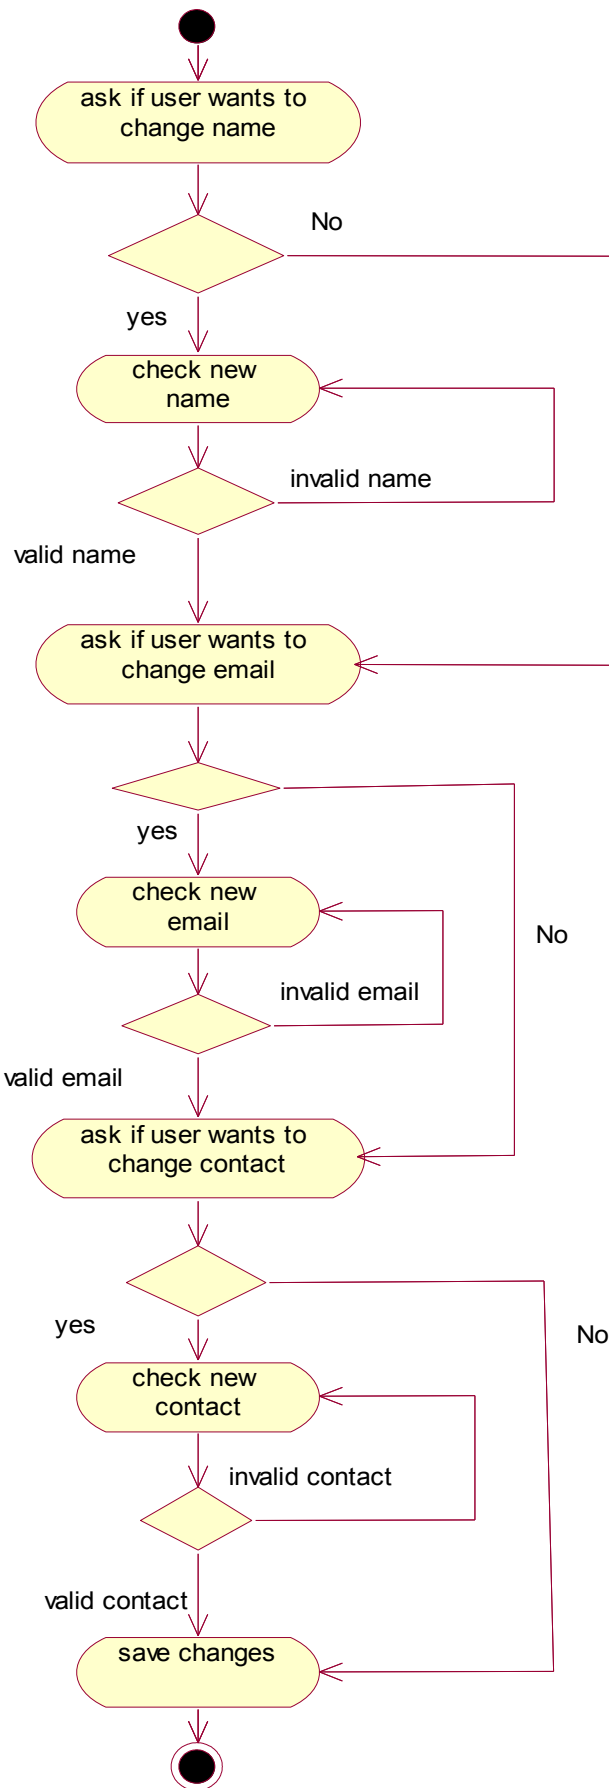 ask if user wants to
change name
No
yes
check new
name
invalid name
valid name
ask if user wants to
change email
yes
check new
email
No
invalid email
valid email
ask if user wants to
change contact
yes
No
check new
contact
invalid contact
valid contact
save changes